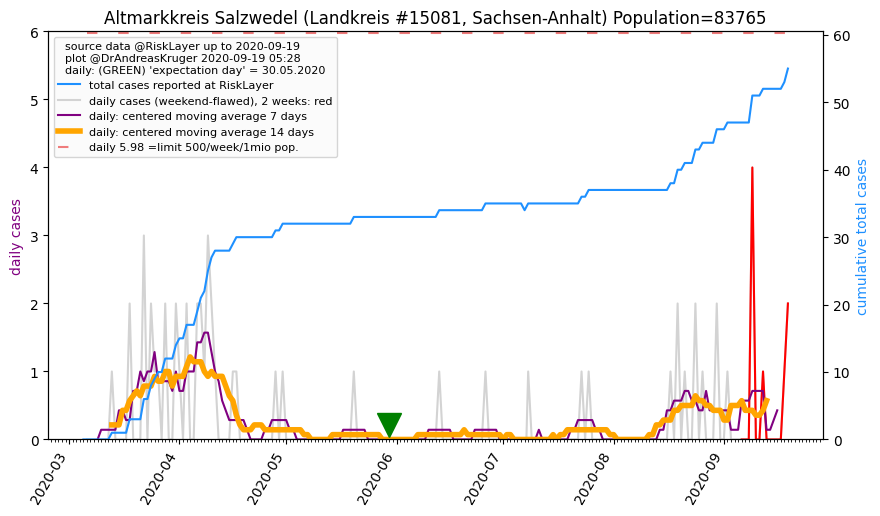 Altmarkkreis Salzwedel (Landkreis #15081, Sachsen-Anhalt) Population=83765
source data @RiskLayer up to 2020-09-19
plot @DrAndreasKruger 2020-09-19 05:28
daily: (GREEN) 'expectation day' = 30.05.2020
total cases reported at RiskLayer
daily cases (weekend-flawed), 2 weeks: red
daily: centered moving average 7 days
daily: centered moving average 14 days
daily 5.98 =limit 500/week/1mio pop.
daily cases
6
5
4
3
2
1
0
cumulative total cases
60
50
40
30
20
10
0
2020-03
2020-04
2020-05
2020-06
2020-07
2020-08
2020-09